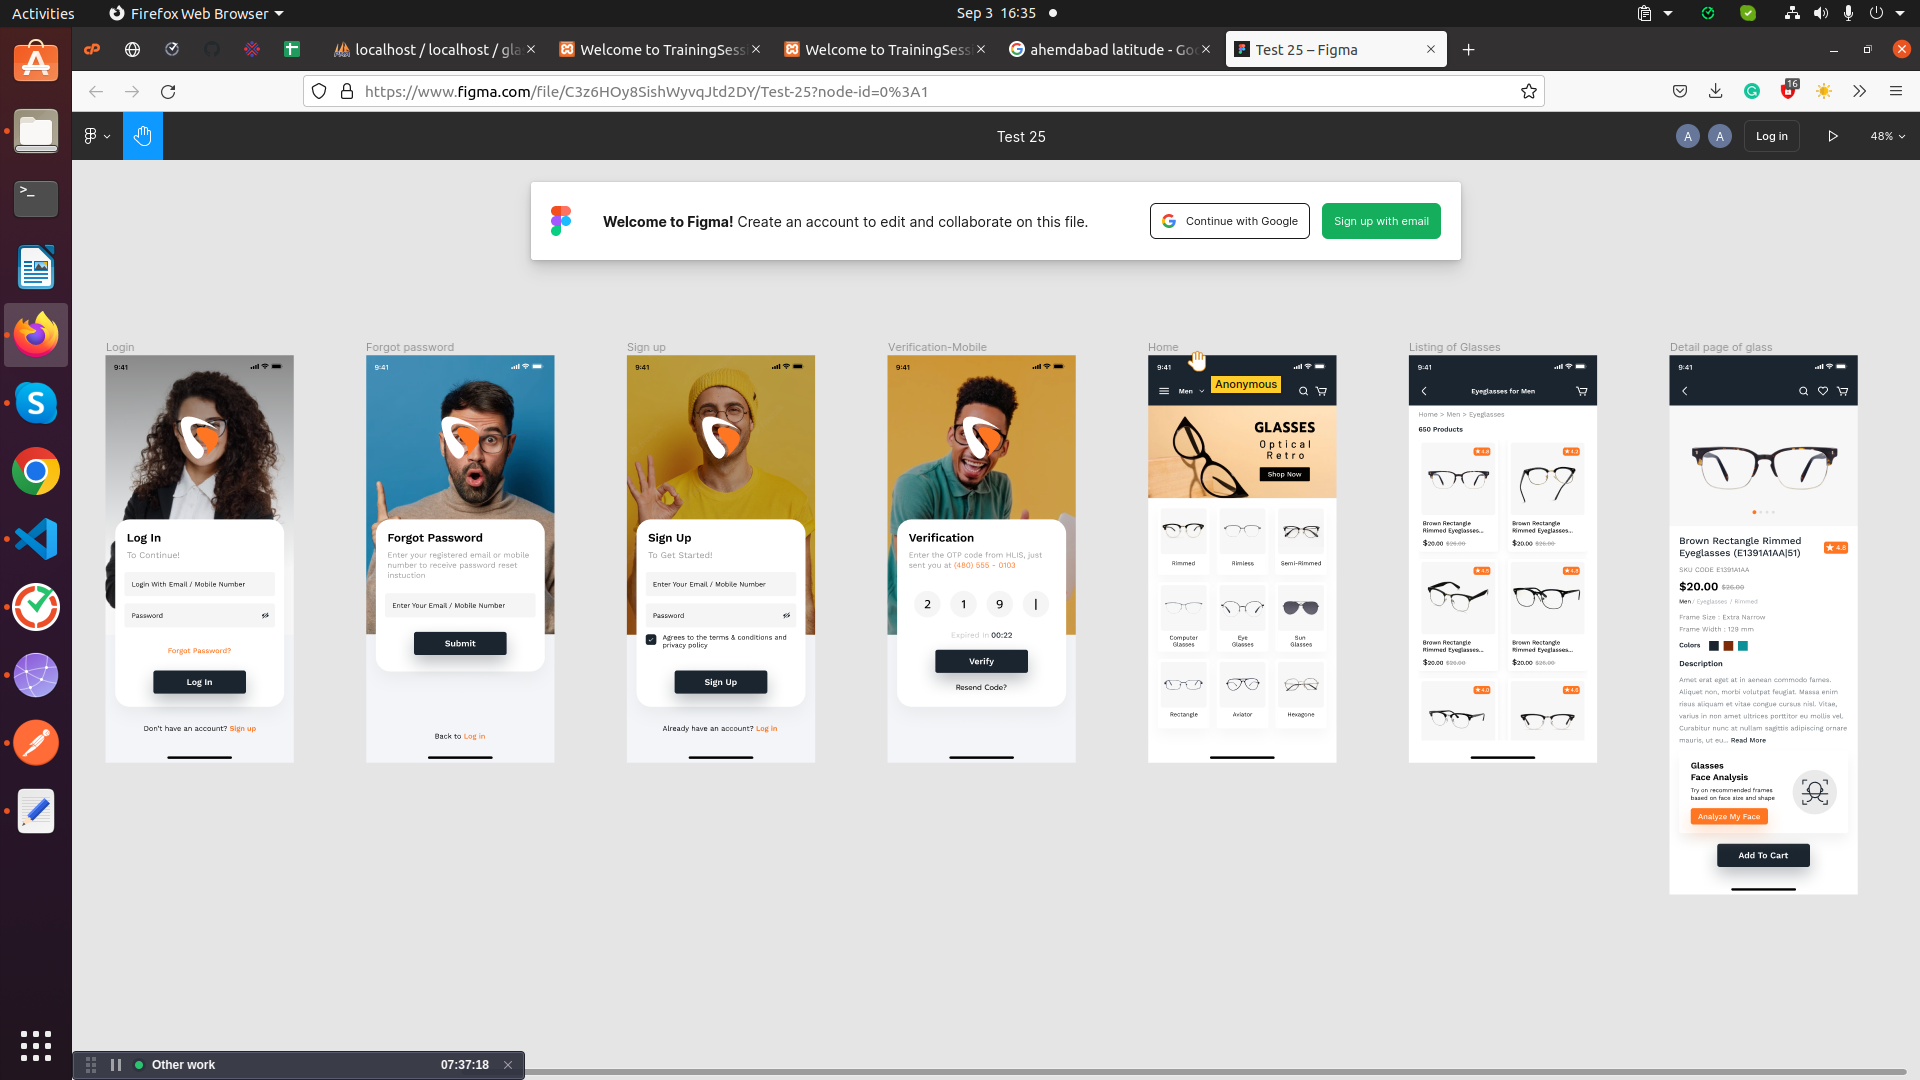 Activities
Firefox Web Browser
Sep 3 16:35
localhost / localhost / gla
Welcome to TrainingSess
Welcome to TrainingSess
ahemdabad latitude - Goo
Test 25 – Figma
https://www.figma.com/file/C3z6HOy8SishWyvqJtd2DY/Test-25?node-id=0%3A1
16
Test 25
A
A
Log in
48%
Welcome to Figma! Create an account to edit and collaborate on this file.
Continue with Google
Sign up with email
Login
9:41
Log In
To Continue!
Login With Email / Mobile Number
Password
Forgot Password?
Log In
Don't have an account? Sign up
Forgot password
9:41
Forgot Password
Enter your registered email or mobile
number to receive password reset
instuction
Enter Your Email / Mobile Number
Submit
Back to Log in
Sign up
9:41
Sign Up
To Get Started!
Enter Your Email / Mobile Number
Password
Agrees to the terms & conditions and
privacy policy
Sign Up
Already have an account? Log in
Verification-Mobile
9:41
Verification
Enter the OTP code from HLIS, just
sent you at (480) 555 - 0103
2 1 9 |
Expired In 00:22
Verify
Resend Code?
Home
9:41
Men
Anonymous
GLASSES
Optical
Retro
Shop Now
Rimmed
Rimless
Semi-Rimmed
Computer
Glasses
Eye
Glasses
Sun
Glasses
Rectangle
Aviator
Hexagone
Listing of Glasses
9:41
Eyeglasses for Men
Home > Men > Eyeglasses
650 Products
Brown Rectangle
Rimmed Eyeglasses...
$20.00 $26.00
Brown Rectangle
Rimmed Eyeglasses...
$20.00 $26.00
Brown Rectangle
Rimmed Eyeglasses...
$20.00 $26.00
Brown Rectangle
Rimmed Eyeglasses...
$20.00 $26.00
Detail page of glass
9:41
Brown Rectangle Rimmed
Eyeglasses (E1391A1AA|51)
4.8
SKU CODE E1391A1AA
$20.00 $26.00
Men / Eyeglasses / Rimmed
Frame Size : Extra Narrow
Frame Width : 129 mm
Colors
Description
Amet erat eget at in aenean commodo fames.
Aliquet non, morbi volutpat feugiat. Massa enim
risus aliquam et vitae congue cursus nisl. Vitae,
varius in non amet ultrices porttitor eu mollie vel.
Curabitur nunc at nullam sagittis adipiscing ornare
mauris, ut eu... Read More
Glasses
Face Analysis
Try on recommended frames
based on face size and shape
Analyze My Face
Add To Cart
Other work
07:37:18